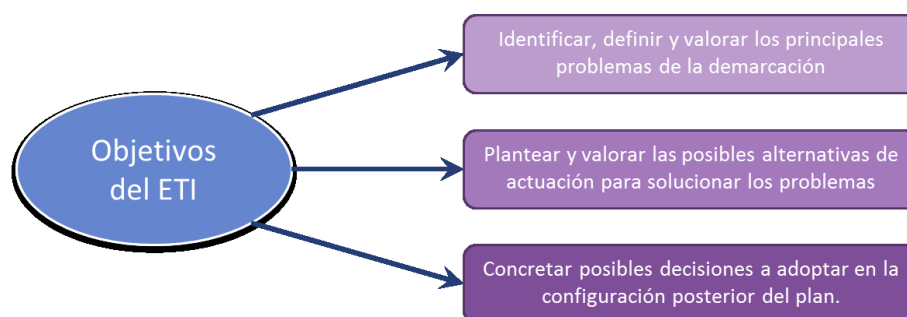 Objetivos
del ETI
Identificar, definir y valorar los principales
problemas de la demarcación
Plantear y valorar las posibles alternativas de
actuación para solucionar los problemas
Concretar posibles decisiones a adoptar en la
configuración posterior del plan.